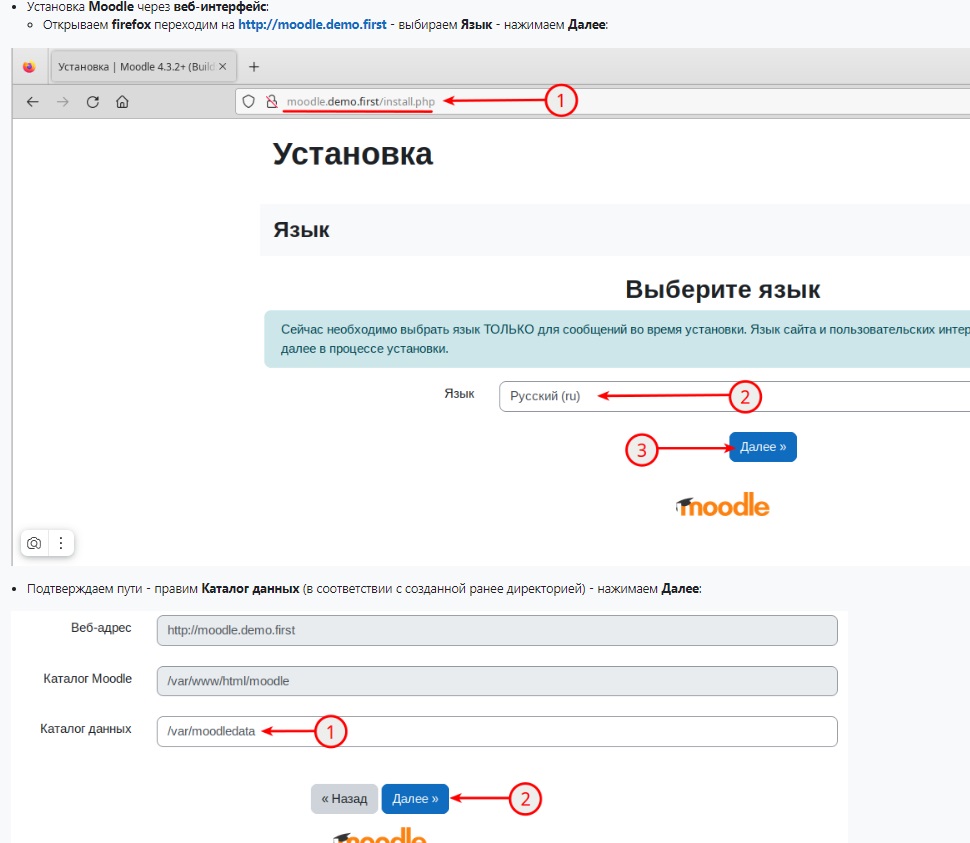 Установка Moodle через веб-интерфейс:
Открываем firefox переходим на http://moodle.demo.first - выбираем Язык - нажимаем Далее:
Установка | Moodle 4.3.2+ (Build
moodle.demo.first/install.php
1
Установка
Язык
Выберите язык
Сейчас необходимо выбрать язык ТОЛЬКО для сообщений во время установки. Язык сайта и пользовательских интер
далее в процессе установки.
Язык
Русский (ru)
2
3
Далее »
moodle
Подтверждаем пути - правим Каталог данных (в соответствии с созданной ранее директорией) - нажимаем Далее:
Веб-адрес
http://moodle.demo.first
Каталог Moodle
/var/www/html/moodle
Каталог данных
/var/moodledata
1
« Назад
Далее »
2
moodle